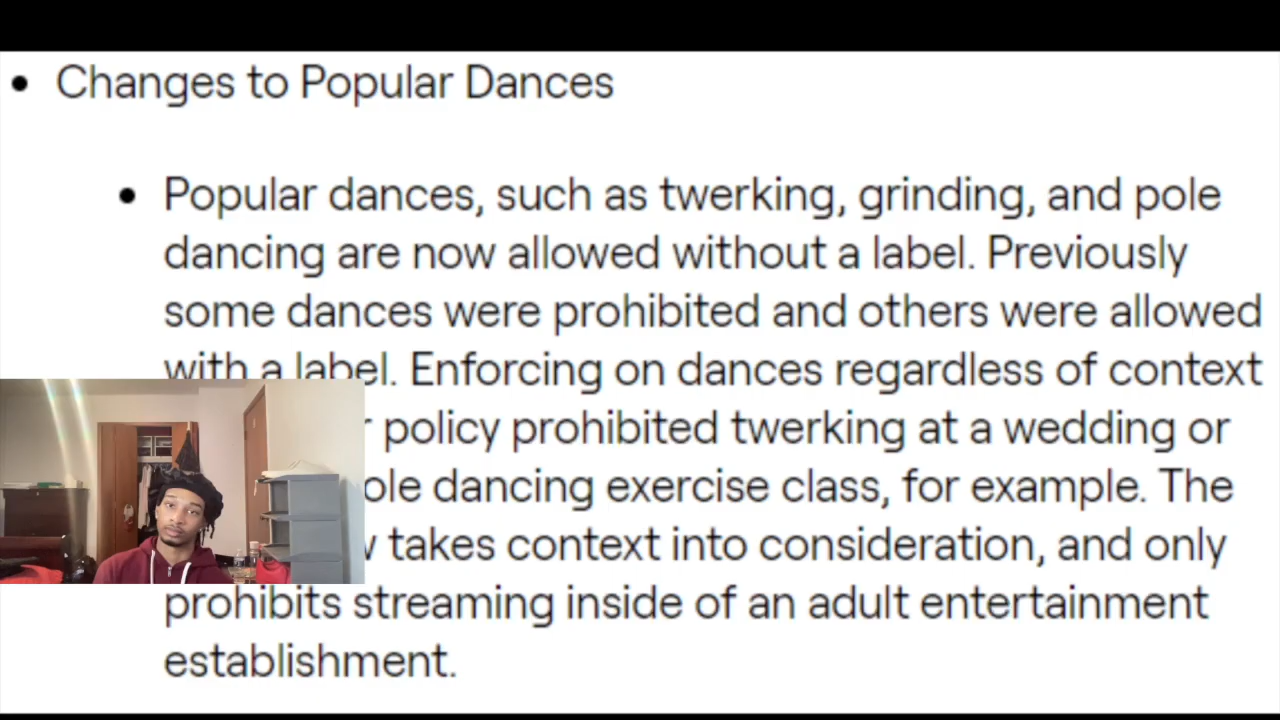 Changes to Popular Dances
Popular dances, such as twerking, grinding, and pole
dancing are now allowed without a label. Previously
some dances were prohibited and others were allowed
with a label. Enforcing on dances regardless of context
policy prohibited twerking at a wedding or
dancing exercise class, for example. The
takes context into consideration, and only
prohibits streaming inside of an adult entertainment
establishment.